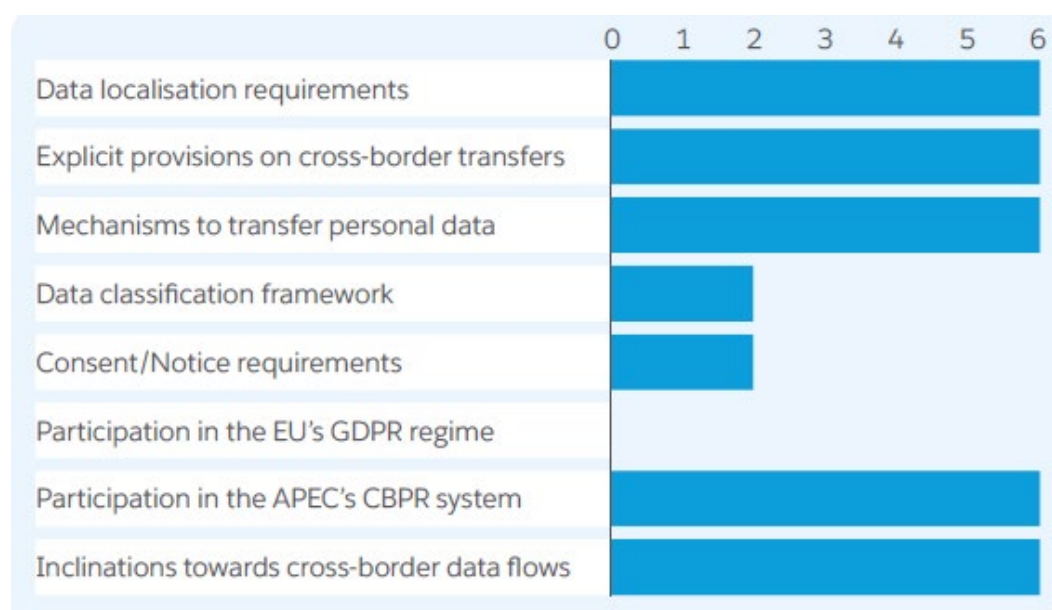 0 1 2 3 4 5 6
Data localisation requirements
Explicit provisions on cross-border transfers
Mechanisms to transfer personal data
Data classification framework
Consent/Notice requirements
Participation in the EU’s GDPR regime
Participation in the APEC’s CBPR system
Inclinations towards cross-border data flows